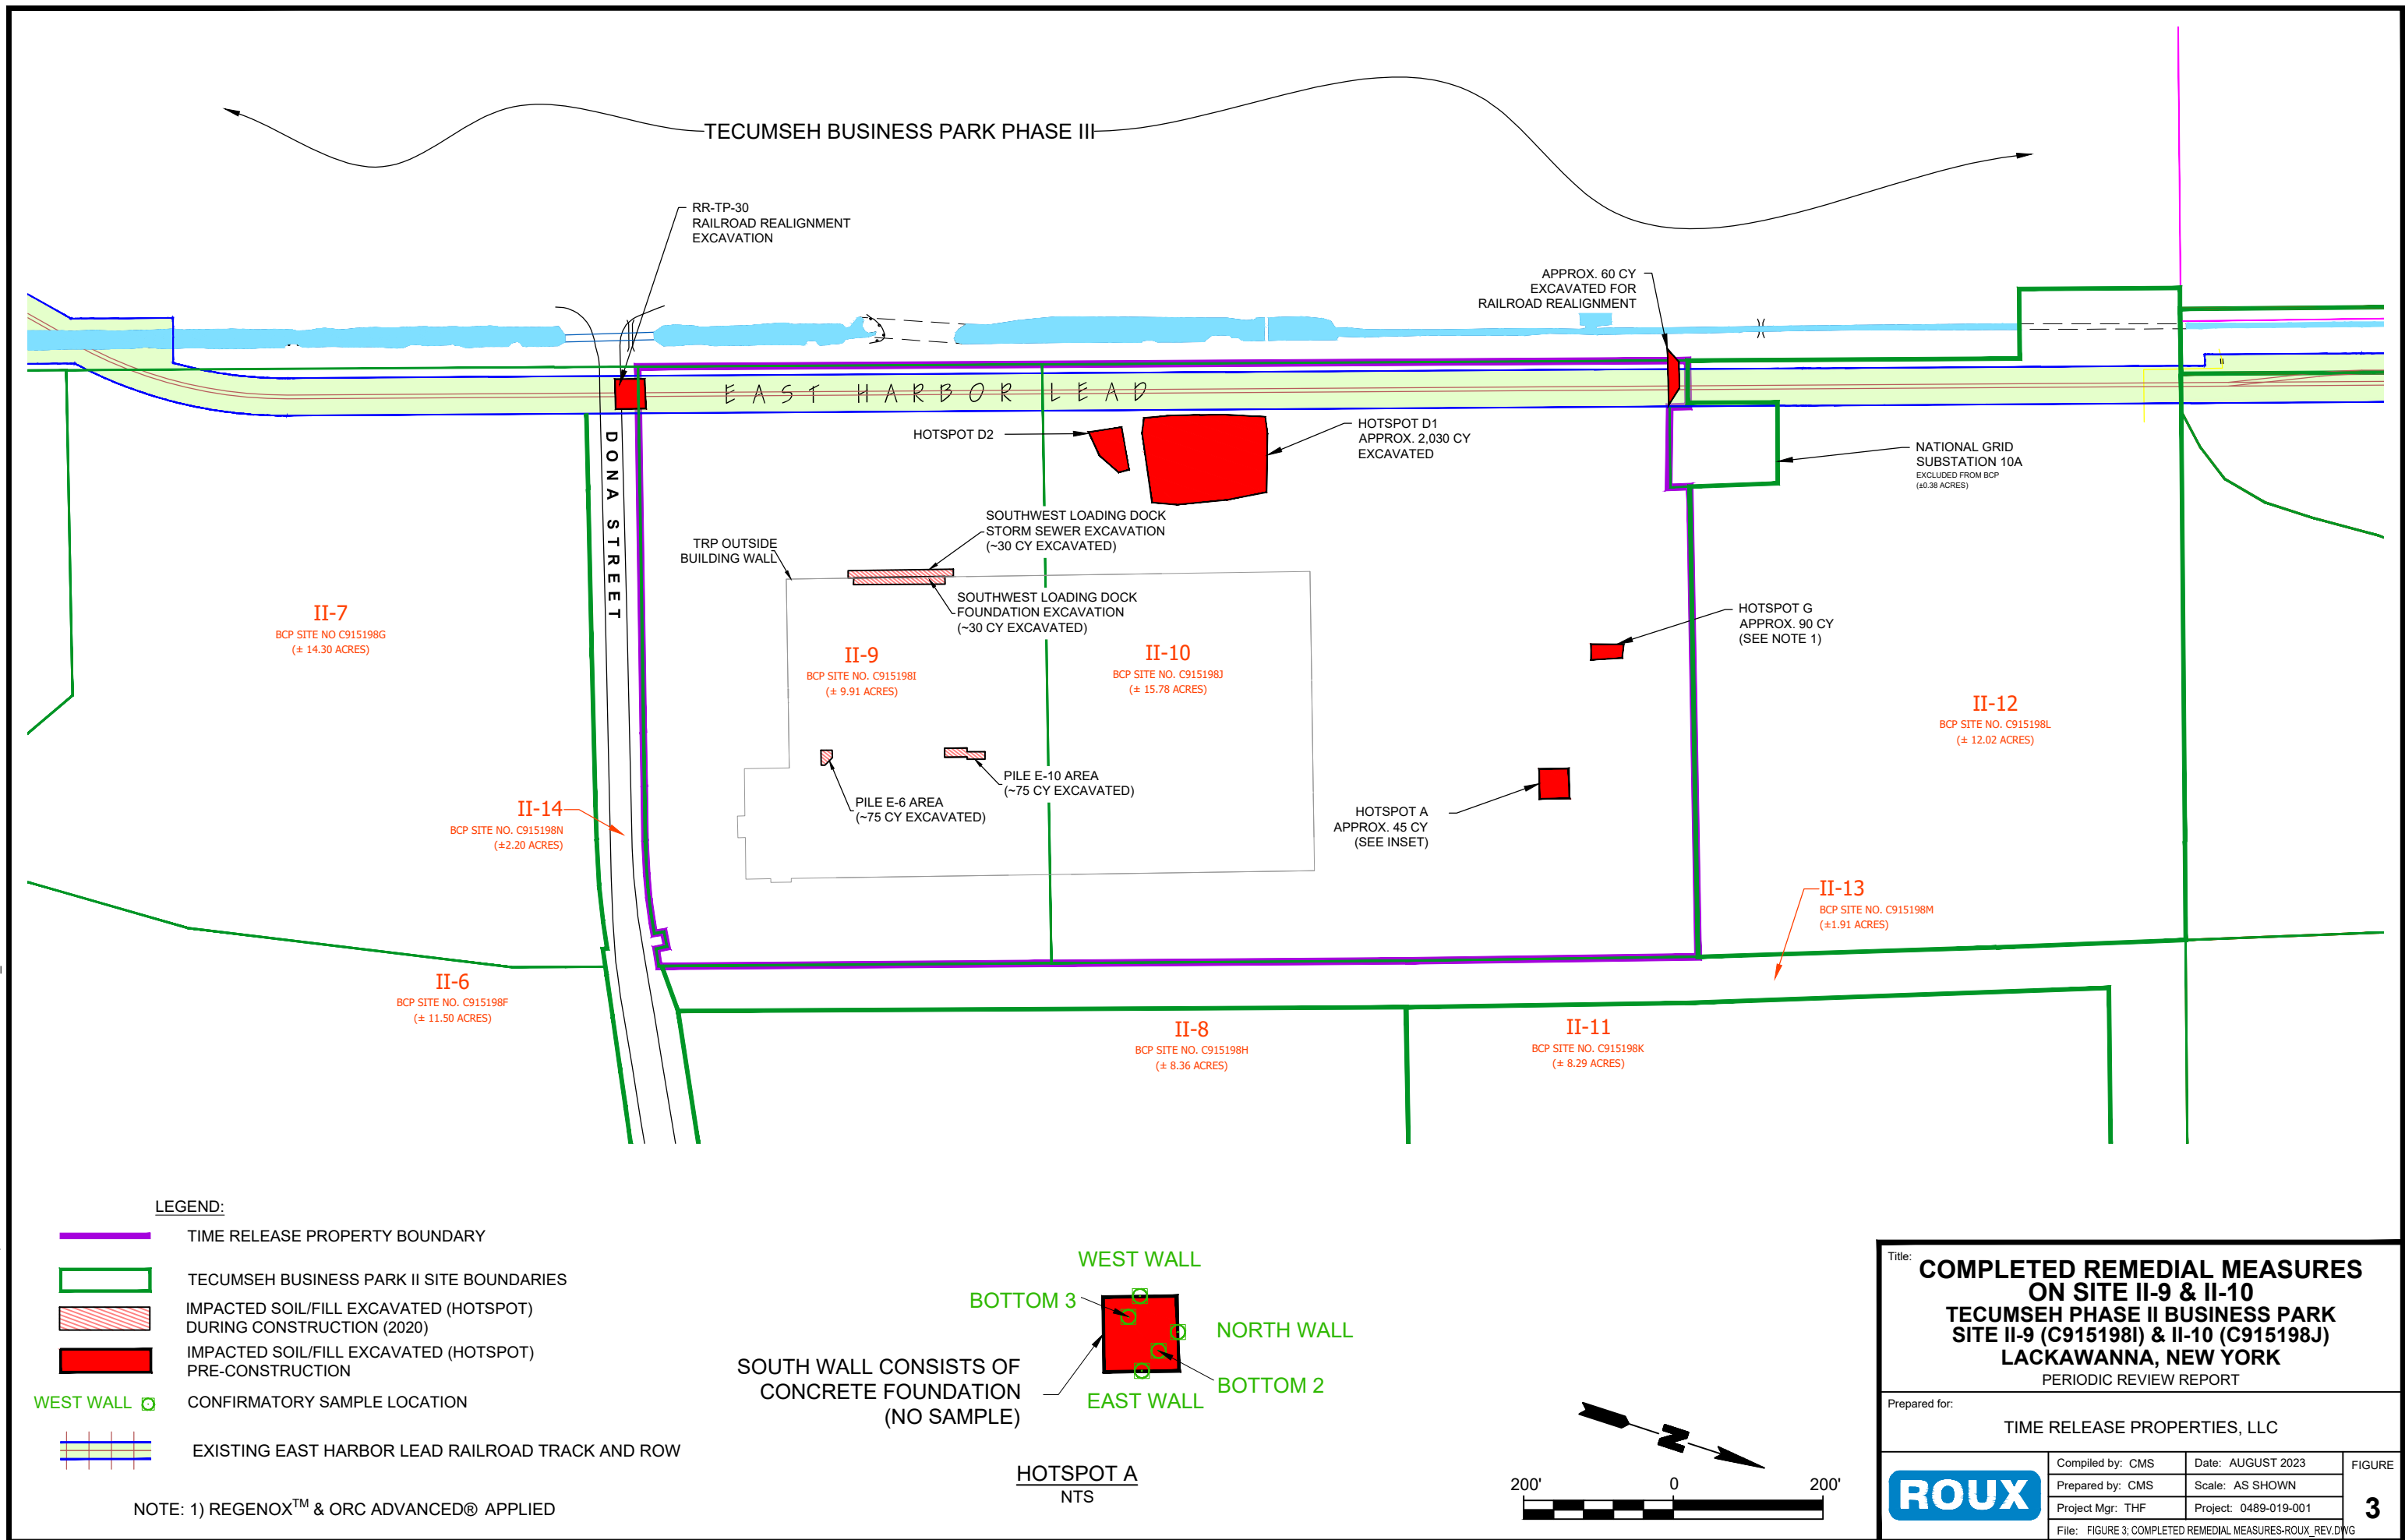 TECUMSEH BUSINESS PARK PHASE III
RR-TP-30
RAILROAD REALIGNMENT
EXCAVATION
APPROX. 60 CY
EXCAVATED FOR
RAILROAD REALIGNMENT
EAST HARBOR LEAD
DONA STREET
HOTSPOT D2
HOTSPOT D1
APPROX. 2,030 CY
EXCAVATED
NATIONAL GRID
SUBSTATION 10A
EXCLUDED FROM BCP
(±0.38 ACRES)
SOUTHWEST LOADING DOCK
STORM SEWER EXCAVATION
(~30 CY EXCAVATED)
TRP OUTSIDE
BUILDING WALL
SOUTHWEST LOADING DOCK
FOUNDATION EXCAVATION
(~30 CY EXCAVATED)
II-7
BCP SITE NO C915198G
(± 14.30 ACRES)
II-9
BCP SITE NO. C915198I
(± 9.91 ACRES)
II-10
BCP SITE NO. C915198J
(± 15.78 ACRES)
HOTSPOT G
APPROX. 90 CY
(SEE NOTE 1)
II-12
BCP SITE NO. C915198L
(± 12.02 ACRES)
PILE E-10 AREA
(~75 CY EXCAVATED)
PILE E-6 AREA
(~75 CY EXCAVATED)
HOTSPOT A
APPROX. 45 CY
(SEE INSET)
II-14
BCP SITE NO. C915198N
(±2.20 ACRES)
II-13
BCP SITE NO. C915198M
(±1.91 ACRES)
II-6
BCP SITE NO. C915198F
(± 11.50 ACRES)
II-8
BCP SITE NO. C915198H
(± 8.36 ACRES)
II-11
BCP SITE NO. C915198K
(± 8.29 ACRES)
LEGEND:
TIME RELEASE PROPERTY BOUNDARY
TECUMSEH BUSINESS PARK II SITE BOUNDARIES
IMPACTED SOIL/FILL EXCAVATED (HOTSPOT)
DURING CONSTRUCTION (2020)
IMPACTED SOIL/FILL EXCAVATED (HOTSPOT)
PRE-CONSTRUCTION
WEST WALL CONFIRMATORY SAMPLE LOCATION
EXISTING EAST HARBOR LEAD RAILROAD TRACK AND ROW
NOTE: 1) REGENOX™ & ORC ADVANCED® APPLIED
WEST WALL
BOTTOM 3
NORTH WALL
SOUTH WALL CONSISTS OF
CONCRETE FOUNDATION
(NO SAMPLE)
BOTTOM 2
EAST WALL
HOTSPOT A
NTS
N
200' 0 200'
Title:
COMPLETED REMEDIAL MEASURES
ON SITE II-9 & II-10
TECUMSEH PHASE II BUSINESS PARK
SITE II-9 (C915198I) & II-10 (C915198J)
LACKAWANNA, NEW YORK
PERIODIC REVIEW REPORT
Prepared for:
TIME RELEASE PROPERTIES, LLC
ROUX
Compiled by: CMS Date: AUGUST 2023 FIGURE
Prepared by: CMS Scale: AS SHOWN
Project Mgr: THF Project: 0489-019-001 3
File: FIGURE 3; COMPLETED REMEDIAL MEASURES-ROUX_REV.DWG